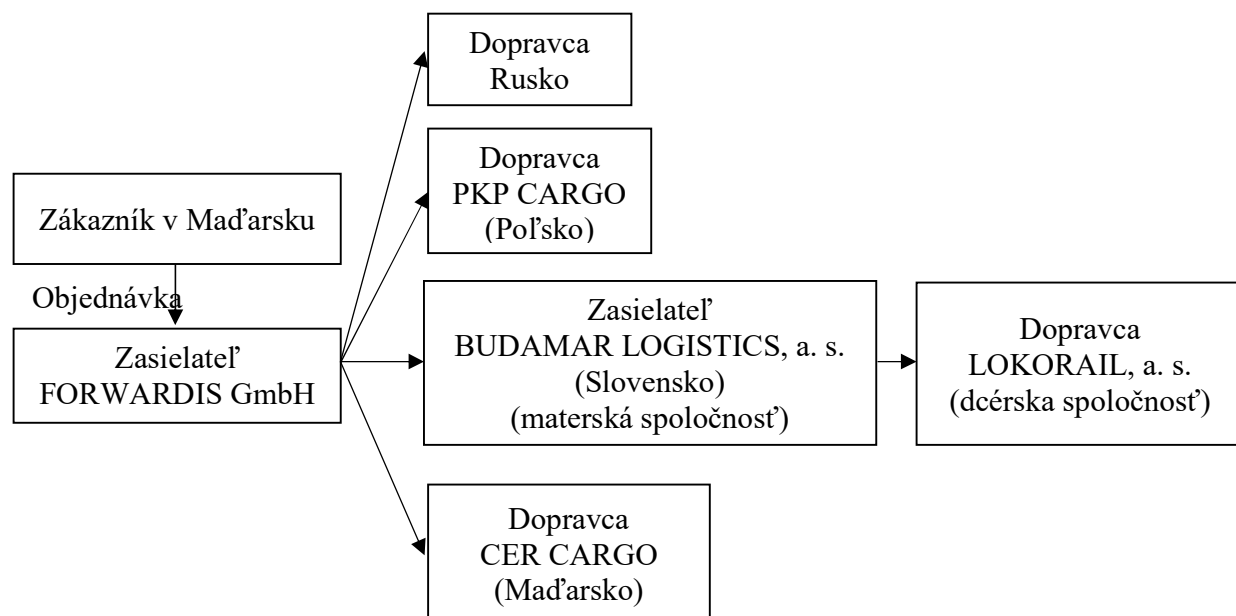 Dopravca
Rusko
Dopravca
PKP CARGO
(Poľsko)
Zákazník v Maďarsku
Objednávka
Zasielateľ
FORWARDIS GmbH
Zasielateľ
BUDAMAR LOGISTICS, a. s.
(Slovensko)
(materská spoločnosť)
Dopravca
LOKORAIL, a. s.
(dcérska spoločnosť)
Dopravca
CER CARGO
(Maďarsko)